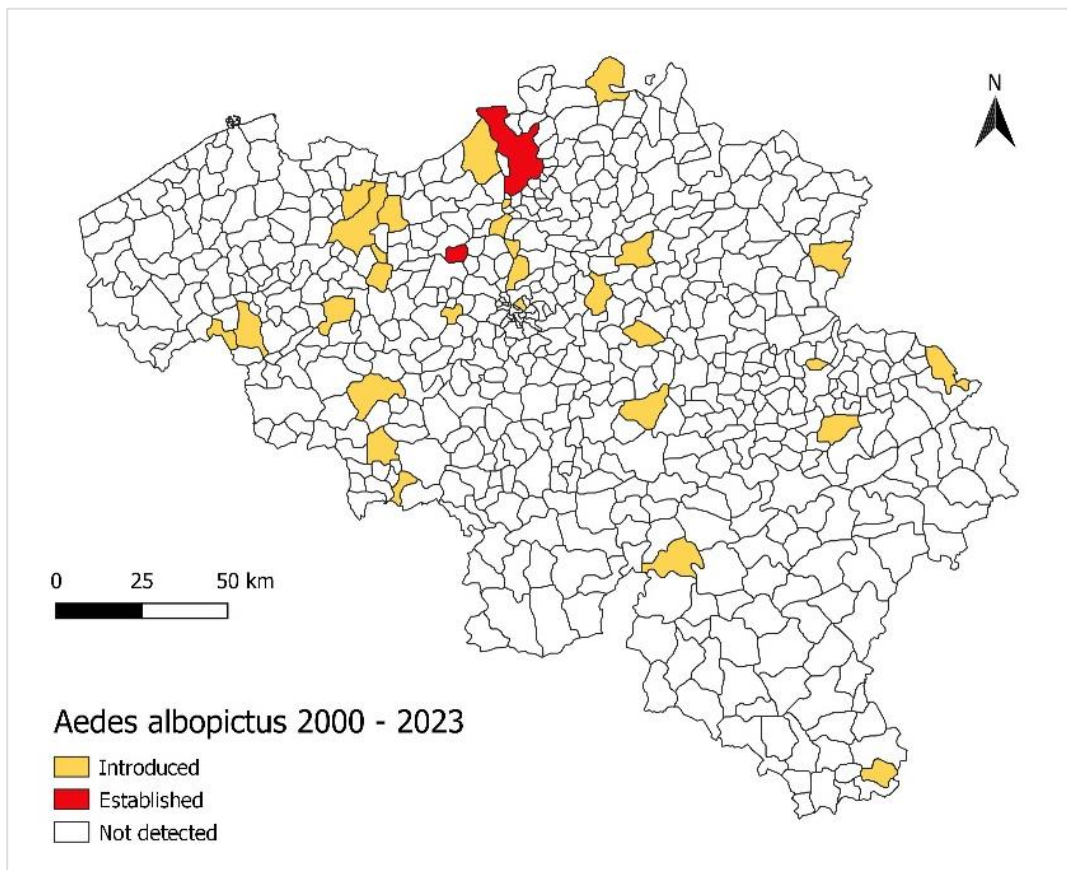 N
0 25 50 km
Aedes albopictus 2000 - 2023
Introduced
Established
Not detected